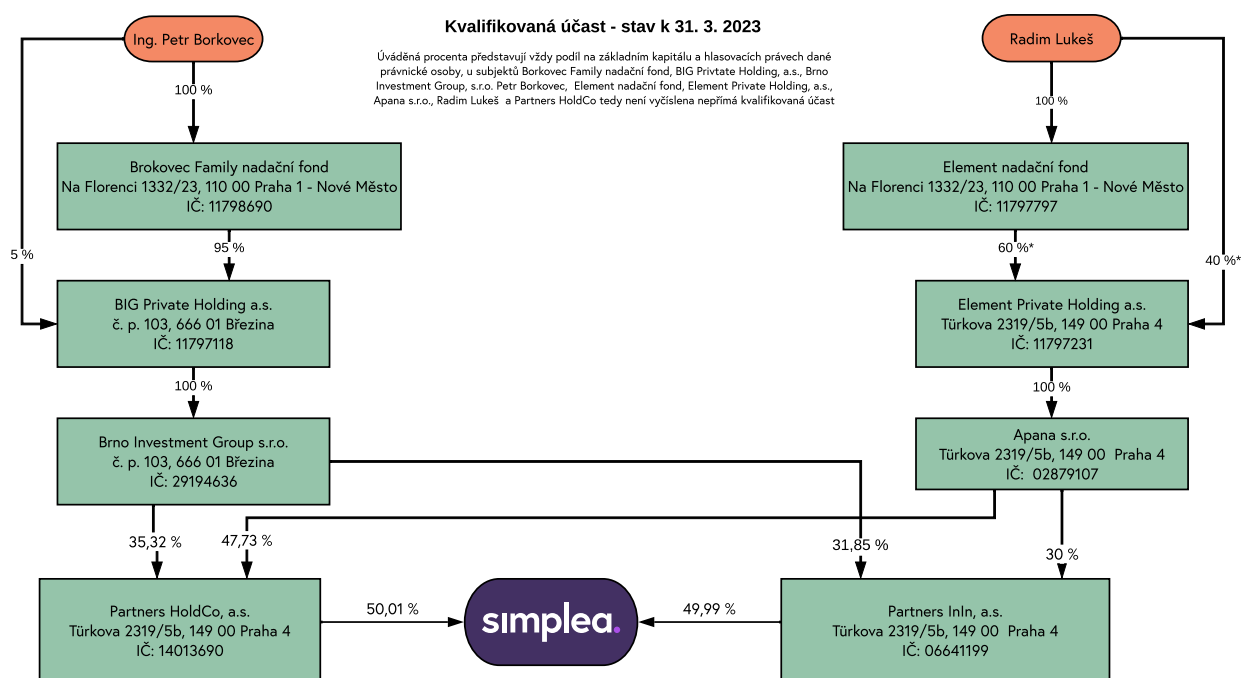 Kvalifikovaná účast - stav k 31. 3. 2023
Úváděná procenta představují vždy podíl na základním kapitálu a hlasovacích právech dané
právnické osoby, u subjektů Borkovec Family nadační fond, BIG Privtate Holding, a.s., Brno
Investment Group, s.r.o. Petr Borkovec, Element nadační fond, Element Private Holding, a.s.,
Apana s.r.o., Radim Lukeš a Partners HoldCo tedy není vyčíslena nepřímá kvalifikovaná účast
Ing. Petr Borkovec
Radim Lukeš
100 %
100 %
Brokovec Family nadační fond
Na Florenci 1332/23, 110 00 Praha 1 - Nové Město
IČ: 11798690
Element nadační fond
Na Florenci 1332/23, 110 00 Praha 1 - Nové Město
IČ: 11797797
5 %
95 %
60 %*
40 %*
BIG Private Holding a.s.
č. p. 103, 666 01 Březina
IČ: 11797118
Element Private Holding a.s.
Türkova 2319/5b, 149 00 Praha 4
IČ: 11797231
100 %
100 %
Brno Investment Group s.r.o.
č. p. 103, 666 01 Březina
IČ: 29194636
Apana s.r.o.
Türkova 2319/5b, 149 00 Praha 4
IČ: 02879107
35,32 %
47,73 %
31,85 %
30 %
Partners HoldCo, a.s.
Türkova 2319/5b, 149 00 Praha 4
IČ: 14013690
50,01 %
simplea.
49,99 %
Partners InIn, a.s.
Türkova 2319/5b, 149 00 Praha 4
IČ: 06641199